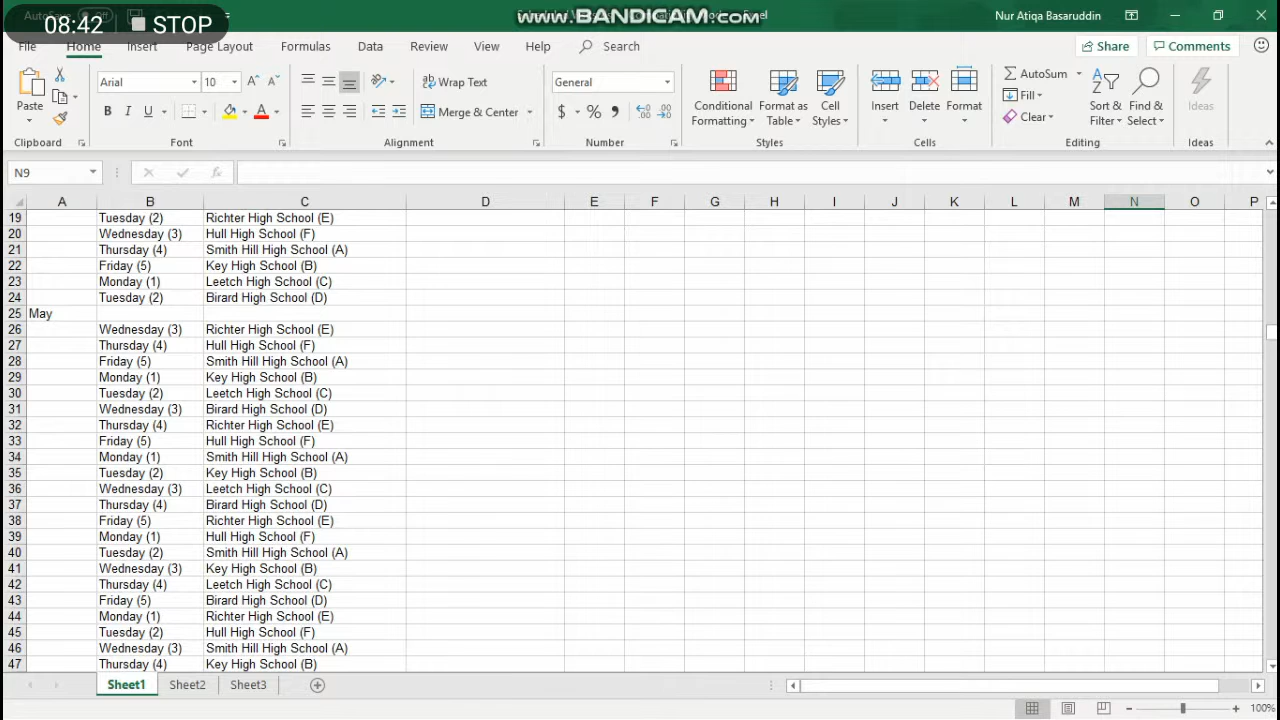 08:42 STOP www.BANDICAM.com Nur Atiqa Basaruddin
File Home Insert Page Layout Formulas Data Review View Help Search Share Comments
Paste
Arial 10
B I U A
Wrap Text
Merge & Center
General
$ % ,
Conditional Formatting
Format as Table
Cell Styles
Insert Delete Format
AutoSum
Fill
Clear
Sort & Filter
Find & Select
Ideas
Clipboard Font Alignment Number Styles Cells Editing Ideas
N9 fx
A B C D E F G H I J K L M N O P
19 Tuesday (2) Richter High School (E)
20 Wednesday (3) Hull High School (F)
21 Thursday (4) Smith Hill High School (A)
22 Friday (5) Key High School (B)
23 Monday (1) Leetch High School (C)
24 Tuesday (2) Birard High School (D)
25 May
26 Wednesday (3) Richter High School (E)
27 Thursday (4) Hull High School (F)
28 Friday (5) Smith Hill High School (A)
29 Monday (1) Key High School (B)
30 Tuesday (2) Leetch High School (C)
31 Wednesday (3) Birard High School (D)
32 Thursday (4) Richter High School (E)
33 Friday (5) Hull High School (F)
34 Monday (1) Smith Hill High School (A)
35 Tuesday (2) Key High School (B)
36 Wednesday (3) Leetch High School (C)
37 Thursday (4) Birard High School (D)
38 Friday (5) Richter High School (E)
39 Monday (1) Hull High School (F)
40 Tuesday (2) Smith Hill High School (A)
41 Wednesday (3) Key High School (B)
42 Thursday (4) Leetch High School (C)
43 Friday (5) Birard High School (D)
44 Monday (1) Richter High School (E)
45 Tuesday (2) Hull High School (F)
46 Wednesday (3) Smith Hill High School (A)
47 Thursday (4) Key High School (B)
Sheet1 Sheet2 Sheet3
100%